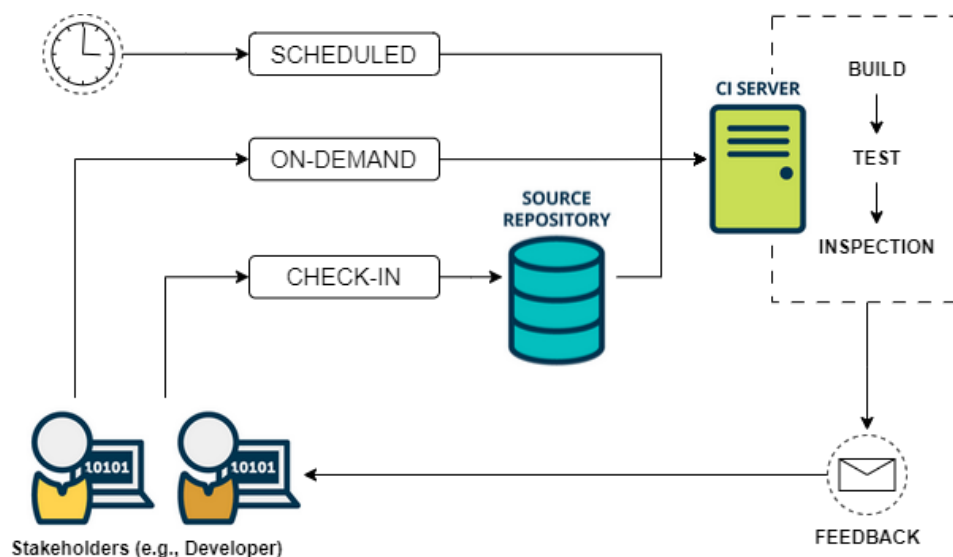 SCHEDULED
CI SERVER
BUILD
ON-DEMAND
TEST
SOURCE
REPOSITORY
CHECK-IN
INSPECTION
10101
10101
Stakeholders (e.g., Developer)
FEEDBACK